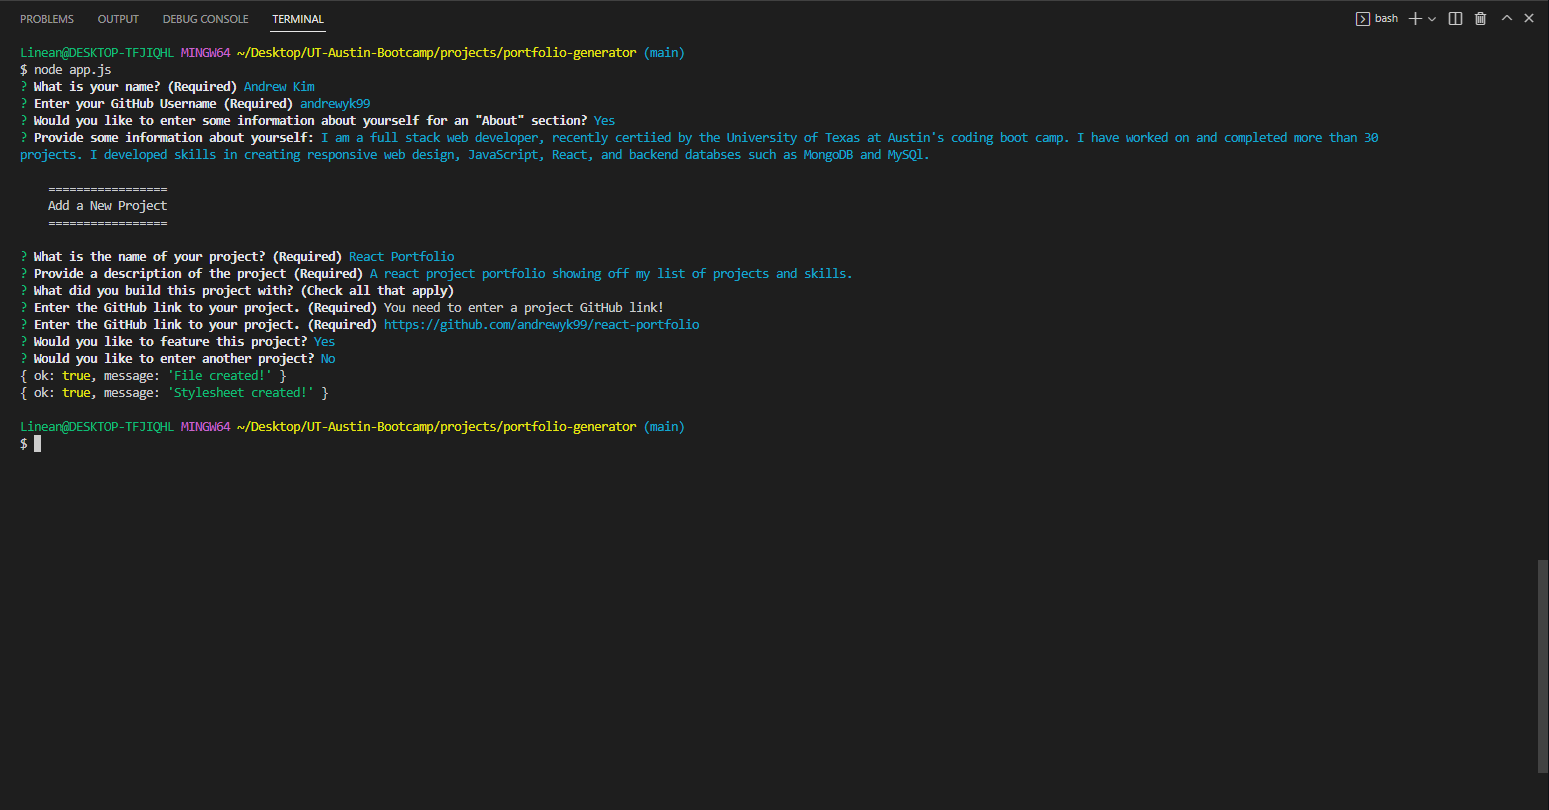 PROBLEMS OUTPUT DEBUG CONSOLE TERMINAL bash
Linean@DESKTOP-TFJIQHL MINGW64 ~/Desktop/UT-Austin-Bootcamp/projects/portfolio-generator (main)
$ node app.js
? What is your name? (Required) Andrew Kim
? Enter your GitHub Username (Required) andrewyk99
? Would you like to enter some information about yourself for an "About" section? Yes
? Provide some information about yourself: I am a full stack web developer, recently certiied by the University of Texas at Austin's coding boot camp. I have worked on and completed more than 30
projects. I developed skills in creating responsive web design, JavaScript, React, and backend databses such as MongoDB and MySQl.
=================
Add a New Project
=================
? What is the name of your project? (Required) React Portfolio
? Provide a description of the project (Required) A react project portfolio showing off my list of projects and skills.
? What did you build this project with? (Check all that apply)
? Enter the GitHub link to your project. (Required) You need to enter a project GitHub link!
? Enter the GitHub link to your project. (Required) https://github.com/andrewyk99/react-portfolio
? Would you like to feature this project? Yes
? Would you like to enter another project? No
{ ok: true, message: 'File created!' }
{ ok: true, message: 'Stylesheet created!' }
Linean@DESKTOP-TFJIQHL MINGW64 ~/Desktop/UT-Austin-Bootcamp/projects/portfolio-generator (main)
$